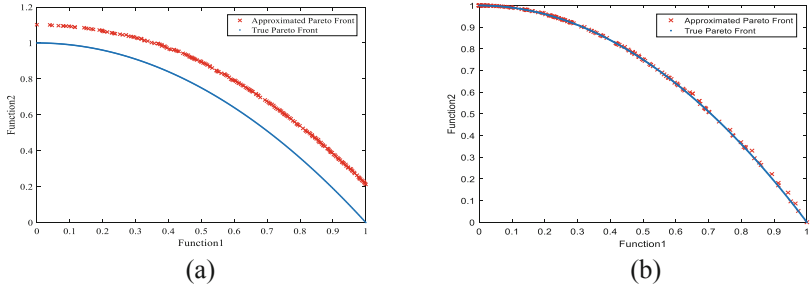 1.2
1
0.8
0.6
0.4
0.2
0
Function2
× Approximated Pareto Front
True Pareto Front
0 0.1 0.2 0.3 0.4 0.5 0.6 0.7 0.8 0.9 1
Function1
(a)
1
0.9
0.8
0.7
0.6
0.5
0.4
0.3
0.2
0.1
0
Function2
× Approximated Pareto Front
True Pareto Front
0 0.1 0.2 0.3 0.4 0.5 0.6 0.7 0.8 0.9 1
Function1
(b)